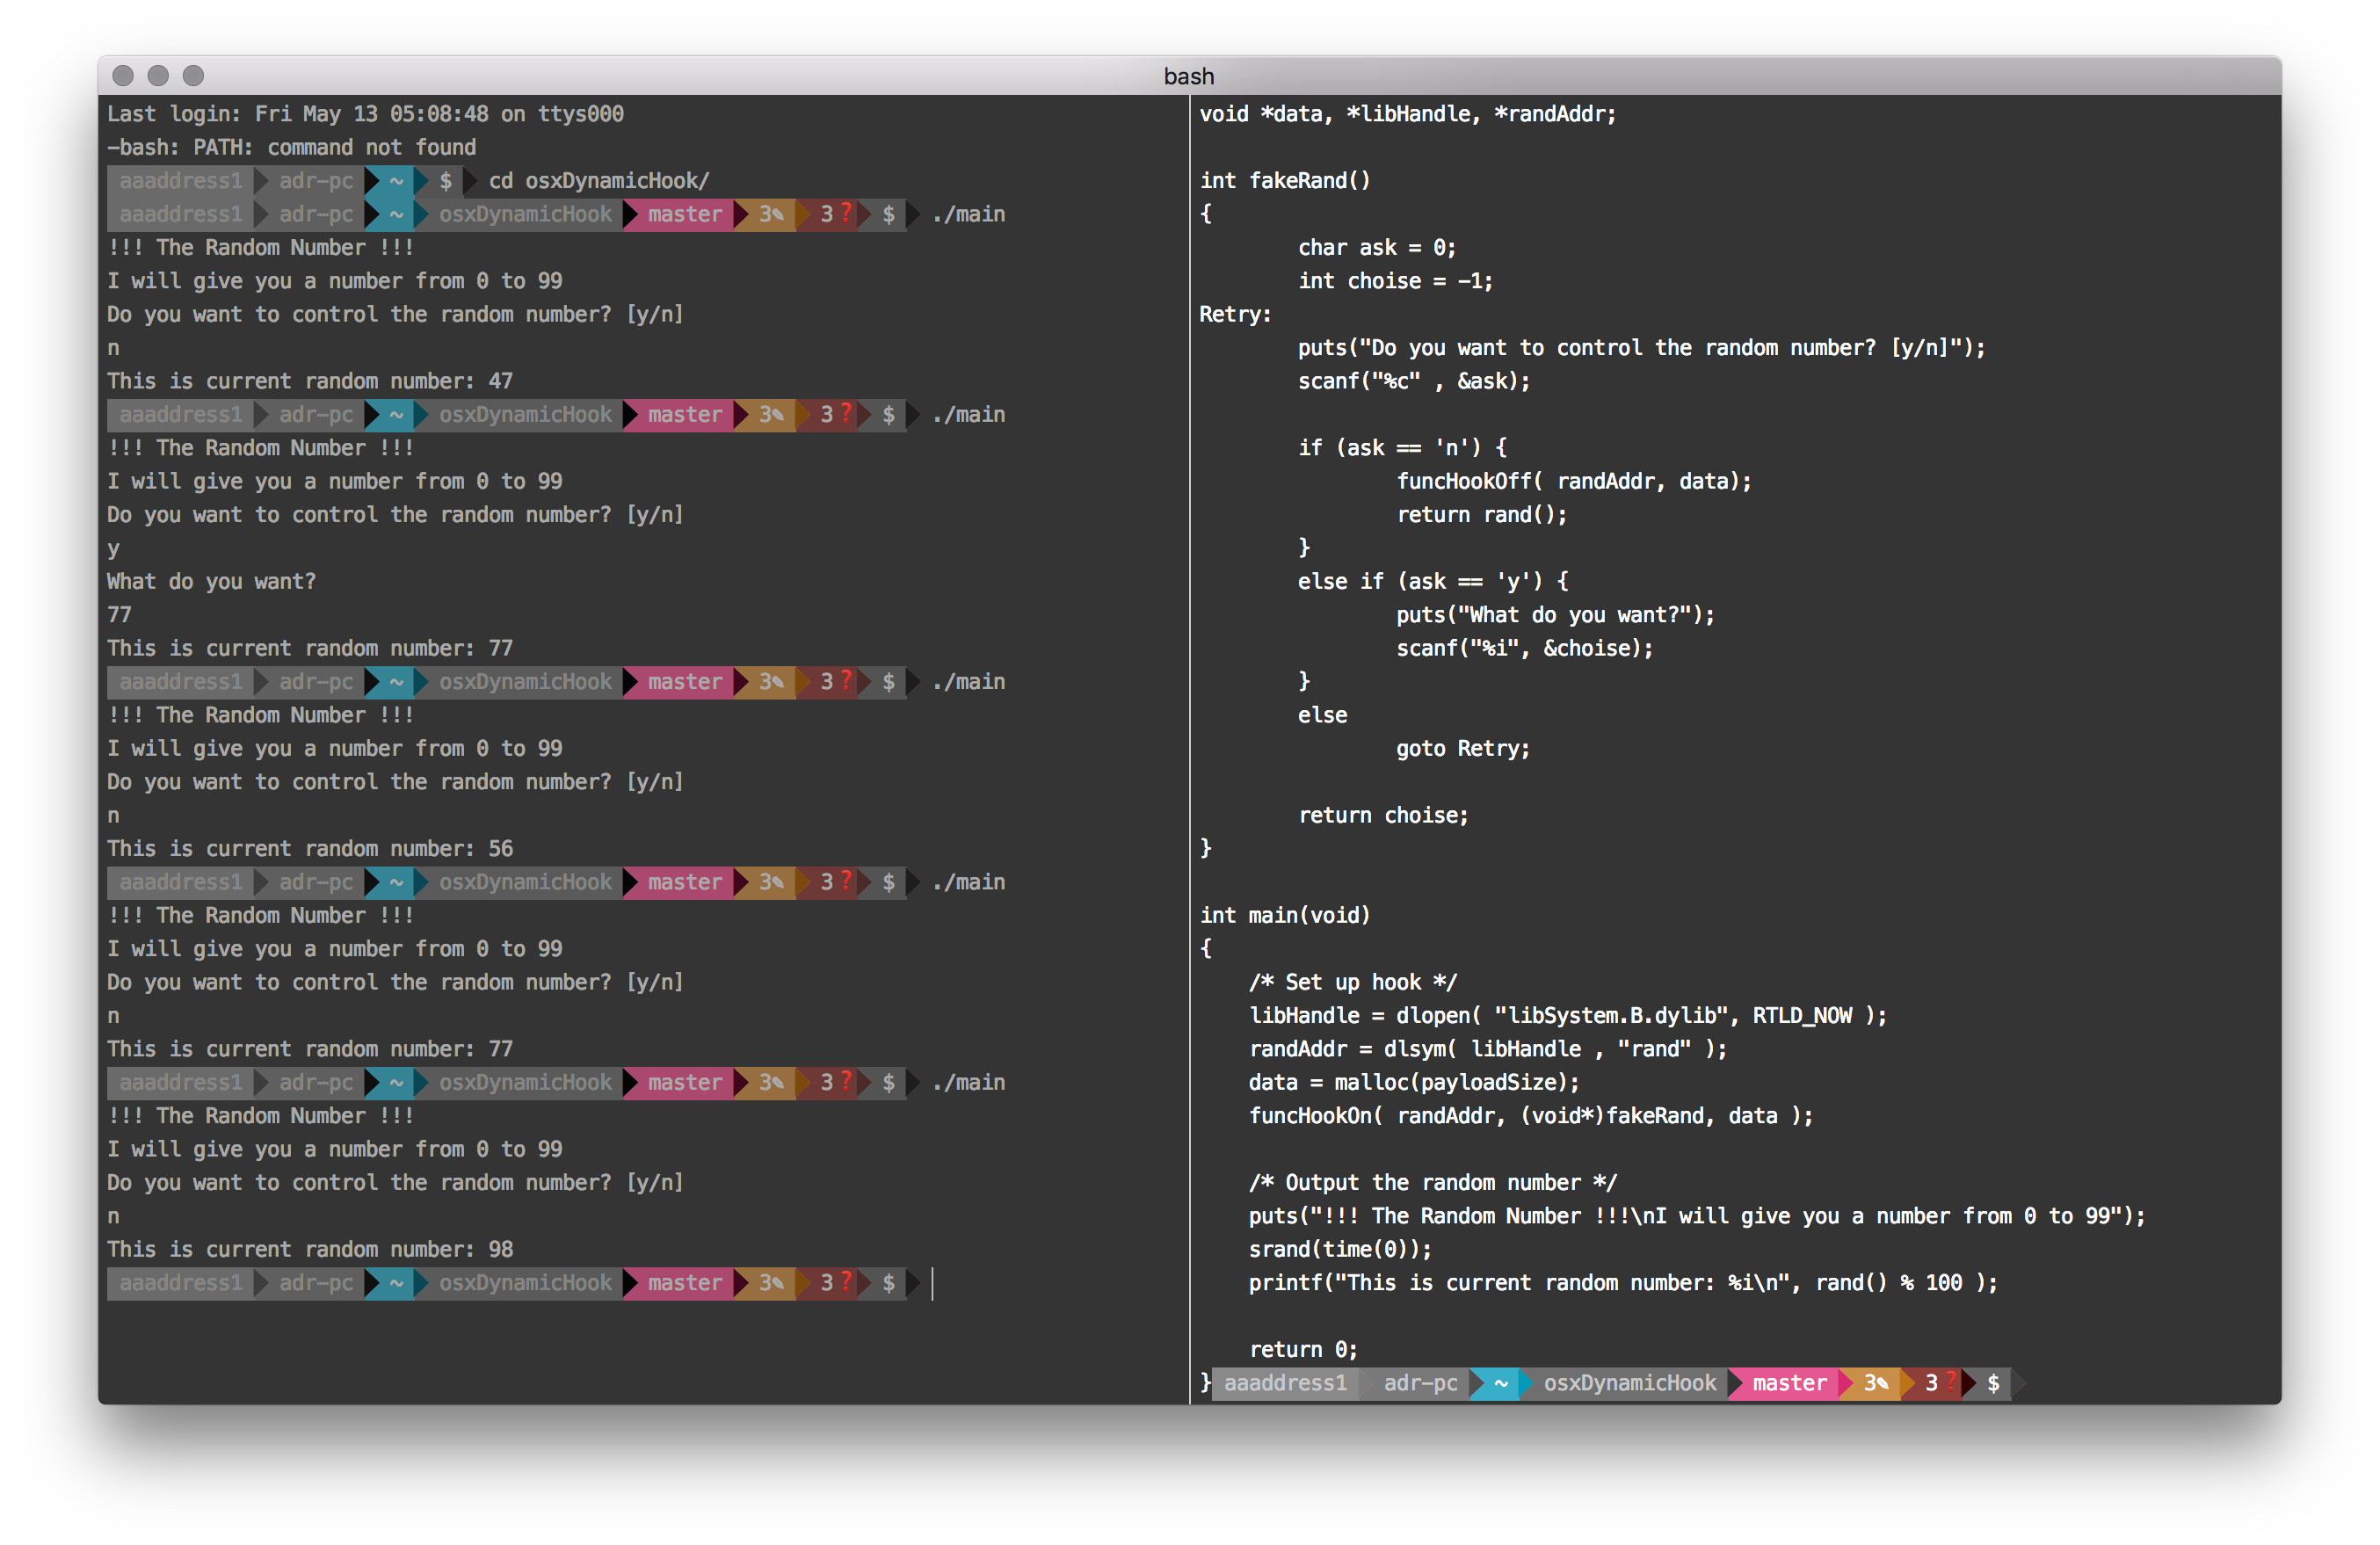 bash
Last login: Fri May 13 05:08:48 on ttys000
-bash: PATH: command not found
aaaddress1 adr-pc ~ $ cd osxDynamicHook/
aaaddress1 adr-pc ~ osxDynamicHook master 3✎ 3❓ $ ./main
!!! The Random Number !!!
I will give you a number from 0 to 99
Do you want to control the random number? [y/n]
n
This is current random number: 47
aaaddress1 adr-pc ~ osxDynamicHook master 3✎ 3❓ $ ./main
!!! The Random Number !!!
I will give you a number from 0 to 99
Do you want to control the random number? [y/n]
y
What do you want?
77
This is current random number: 77
aaaddress1 adr-pc ~ osxDynamicHook master 3✎ 3❓ $ ./main
!!! The Random Number !!!
I will give you a number from 0 to 99
Do you want to control the random number? [y/n]
n
This is current random number: 56
aaaddress1 adr-pc ~ osxDynamicHook master 3✎ 3❓ $ ./main
!!! The Random Number !!!
I will give you a number from 0 to 99
Do you want to control the random number? [y/n]
n
This is current random number: 77
aaaddress1 adr-pc ~ osxDynamicHook master 3✎ 3❓ $ ./main
!!! The Random Number !!!
I will give you a number from 0 to 99
Do you want to control the random number? [y/n]
n
This is current random number: 98
aaaddress1 adr-pc ~ osxDynamicHook master 3✎ 3❓ $
void *data, *libHandle, *randAddr;
int fakeRand()
{
char ask = 0;
int choise = -1;
Retry:
puts("Do you want to control the random number? [y/n]");
scanf("%c" , &ask);
if (ask == 'n') {
funcHookOff( randAddr, data);
return rand();
}
else if (ask == 'y') {
puts("What do you want?");
scanf("%i", &choise);
}
else
goto Retry;
return choise;
}
int main(void)
{
/* Set up hook */
libHandle = dlopen( "libSystem.B.dylib", RTLD_NOW );
randAddr = dlsym( libHandle , "rand" );
data = malloc(payloadSize);
funcHookOn( randAddr, (void*)fakeRand, data );
/* Output the random number */
puts("!!! The Random Number !!!\nI will give you a number from 0 to 99");
srand(time(0));
printf("This is current random number: %i\n", rand() % 100 );
return 0;
} aaaddress1 adr-pc ~ osxDynamicHook master 3✎ 3❓ $